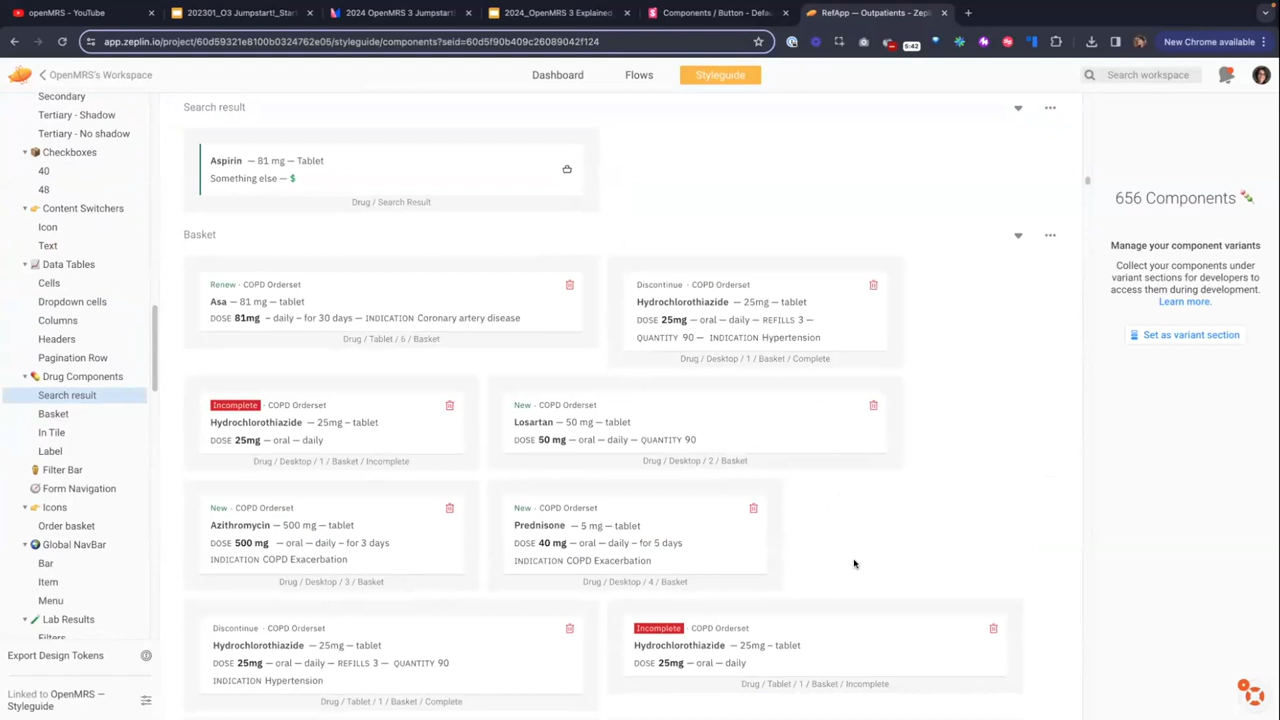 openmrs - YouTube
202301_O3 Jumpstart!_Start
2024 OpenMRS 3 Jumpstart!
2024_OpenMRS 3 Explained
Components / Button - Defau
RefApp — Outpatients - Zepl
app.zeplin.io/project/60d59321e8100b0324762e05/styleguide/components?seid=60d5f90b409c26089042f124
5:42
New Chrome available
OpenMRS's Workspace
Dashboard
Flows
Styleguide
Search workspace
Secondary
Tertiary - Shadow
Tertiary - No shadow
Checkboxes
40
48
Content Switchers
Icon
Text
Data Tables
Cells
Dropdown cells
Columns
Headers
Pagination Row
Drug Components
Search result
Basket
In Tile
Label
Filter Bar
Form Navigation
Icons
Order basket
Global NavBar
Bar
Item
Menu
Lab Results
Filters
Export Design Tokens
Linked to OpenMRS —
Styleguide
Search result
Aspirin — 81 mg — Tablet
Something else — $
Drug / Search Result
Basket
Renew · COPD Orderset
Asa — 81 mg — tablet
DOSE 81mg – daily – for 30 days — INDICATION Coronary artery disease
Drug / Tablet / 6 / Basket
Discontinue · COPD Orderset
Hydrochlorothiazide — 25mg — tablet
DOSE 25mg — oral — daily — REFILLS 3 —
QUANTITY 90 — INDICATION Hypertension
Drug / Desktop / 1 / Basket / Complete
Incomplete · COPD Orderset
Hydrochlorothiazide — 25mg – tablet
DOSE 25mg — oral — daily
Drug / Desktop / 1 / Basket / Incomplete
New · COPD Orderset
Losartan — 50 mg — tablet
DOSE 50 mg — oral — daily — QUANTITY 90
Drug / Desktop / 2 / Basket
New · COPD Orderset
Azithromycin — 500 mg — tablet
DOSE 500 mg — oral — daily – for 3 days
INDICATION COPD Exacerbation
Drug / Desktop / 3 / Basket
New · COPD Orderset
Prednisone — 5 mg — tablet
DOSE 40 mg — oral — daily – for 5 days
INDICATION COPD Exacerbation
Drug / Desktop / 4 / Basket
Discontinue · COPD Orderset
Hydrochlorothiazide — 25mg — tablet
DOSE 25mg — oral — daily — REFILLS 3 — QUANTITY 90
INDICATION Hypertension
Drug / Tablet / 1 / Basket / Complete
Incomplete · COPD Orderset
Hydrochlorothiazide — 25mg – tablet
DOSE 25mg — oral — daily
Drug / Tablet / 1 / Basket / Incomplete
656 Components
Manage your component variants
Collect your components under
variant sections for developers to
access them during development.
Learn more.
Set as variant section